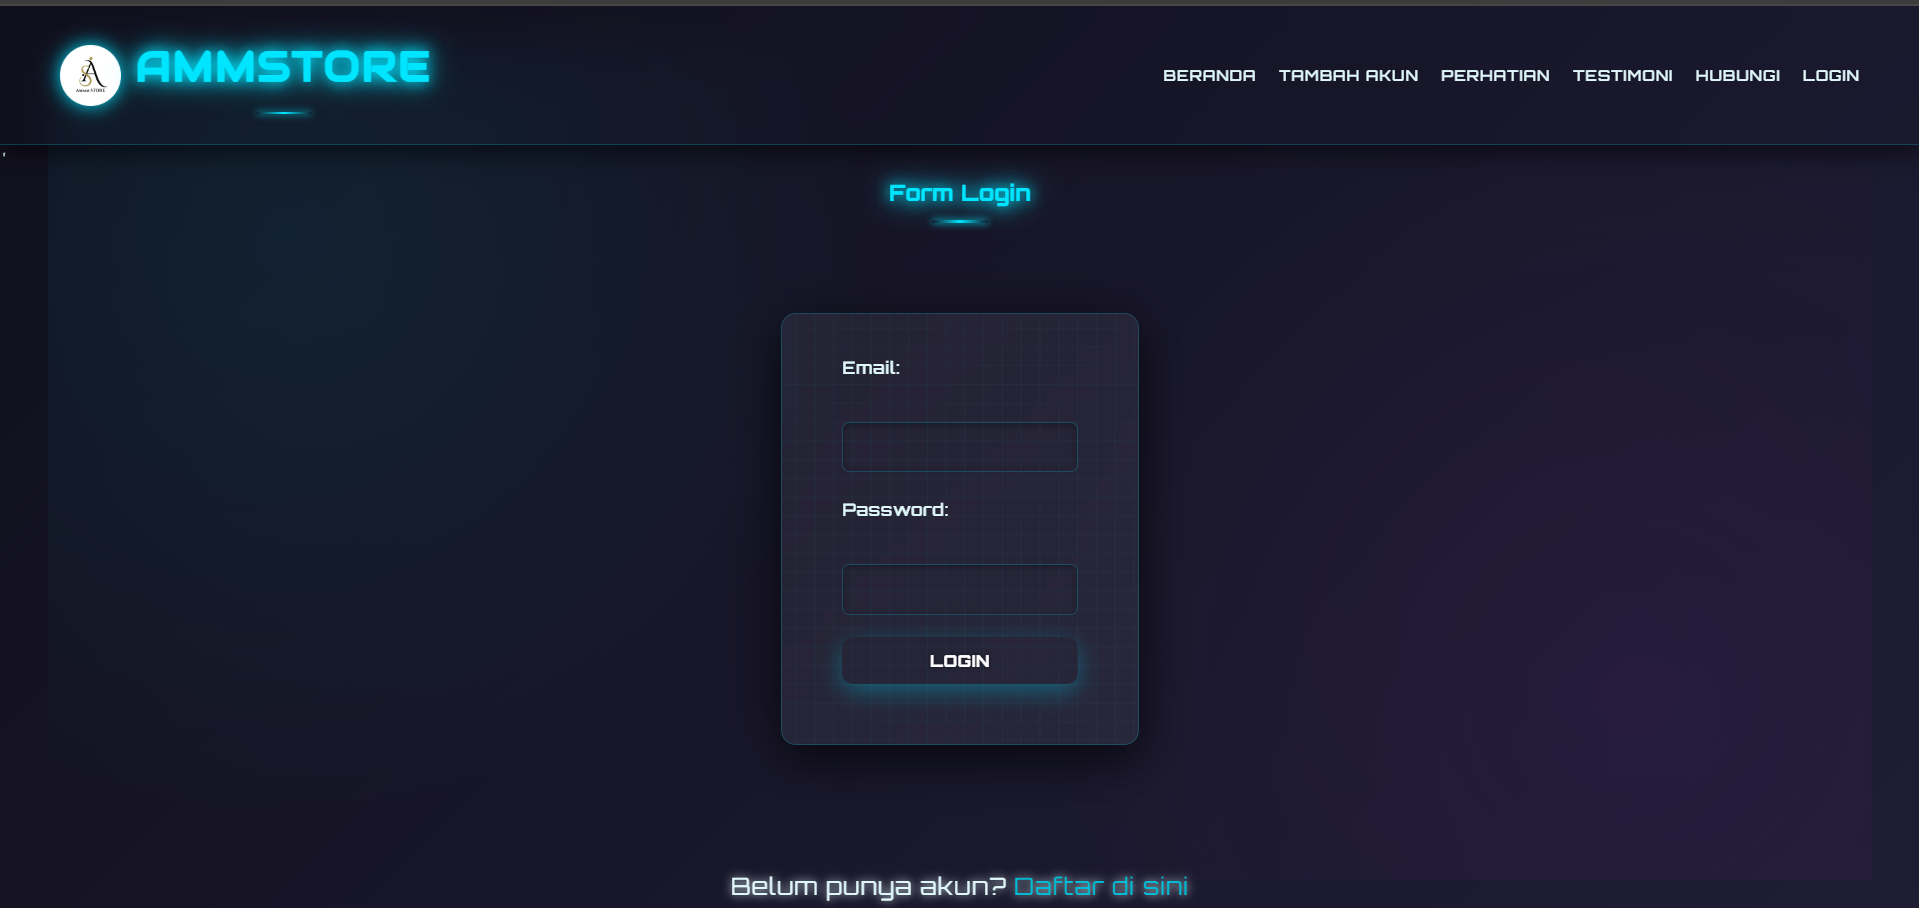 AMMSTORE
BERANDA TAMBAH AKUN PERHATIAN TESTIMONI HUBUNGI LOGIN
'
Form Login
Email:
Password:
LOGIN
Belum punya akun? Daftar di sini